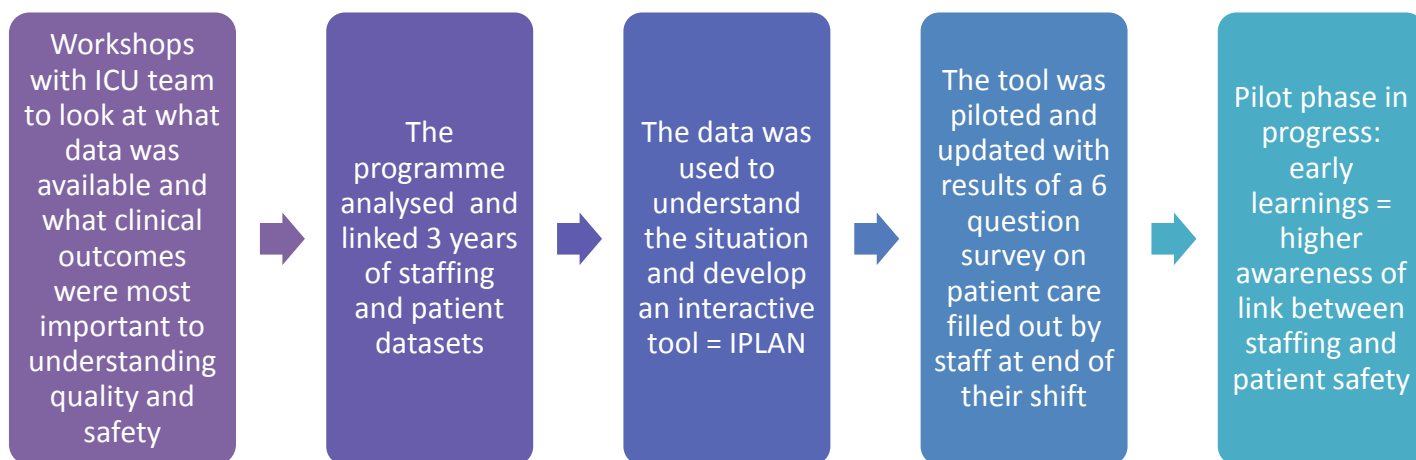 Workshops
with ICU team
to look at what
data was
available and
what clinical
outcomes
were most
important to
understanding
quality and
safety
The
programme
analysed and
linked 3 years
of staffing
and patient
datasets
The data was
used to
understand
the situation
and develop
an interactive
tool = IPLAN
The tool was
piloted and
updated with
results of a 6
question
survey on
patient care
filled out by
staff at end of
their shift
Pilot phase in
progress:
early
learnings =
higher
awareness of
link between
staffing and
patient safety